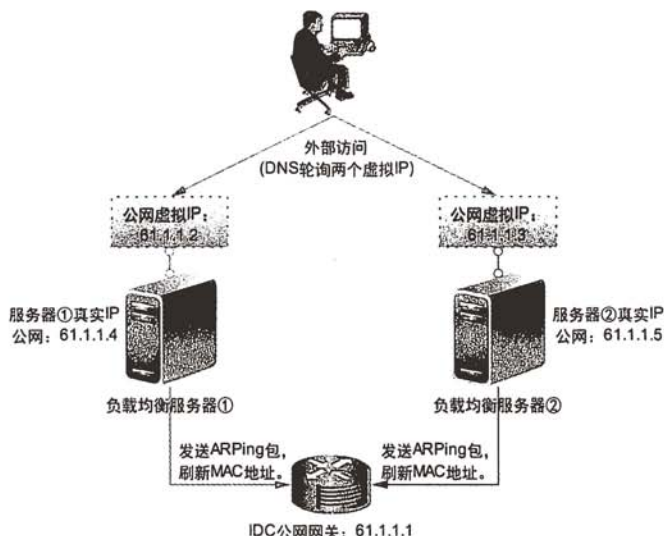 外部访问
(DNS轮询两个虚拟IP)
公网虚拟IP：
61.1.1.2
公网虚拟IP：
61.1.1.3
服务器①真实IP
公网：61.1.1.4
服务器②真实IP
公网：61.1.1.5
负载均衡服务器①
负载均衡服务器②
发送ARPing包，
刷新MAC地址。
发送ARPing包，
刷新MAC地址。
IDC公网网关：61.1.1.1